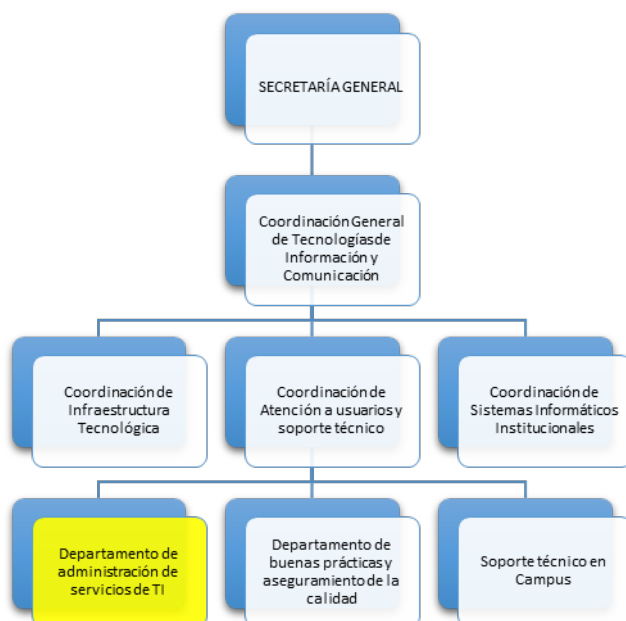 SECRETARÍA GENERAL
Coordinación General
de Tecnologíasde
Información y
Comunicación
Coordinación de
Infraestructura
Tecnológica
Coordinación de
Atención a usuarios y
soporte técnico
Coordinación de
Sistemas Informáticos
Institucionales
Departamento de
administración de
servicios de TI
Departamento de
buenas prácticas y
aseguramiento de la
calidad
Soporte técnico en
Campus